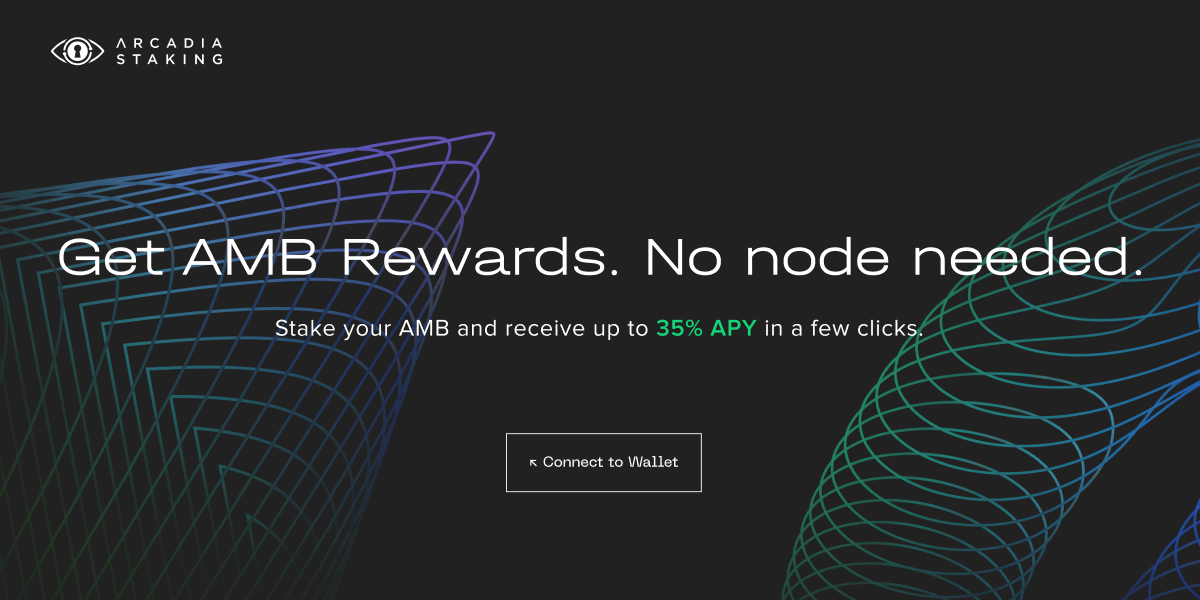 ARCADIA
STAKING
Get AMB Rewards. No node needed.
Stake your AMB and receive up to 35% APY in a few clicks.
↖ Connect to Wallet